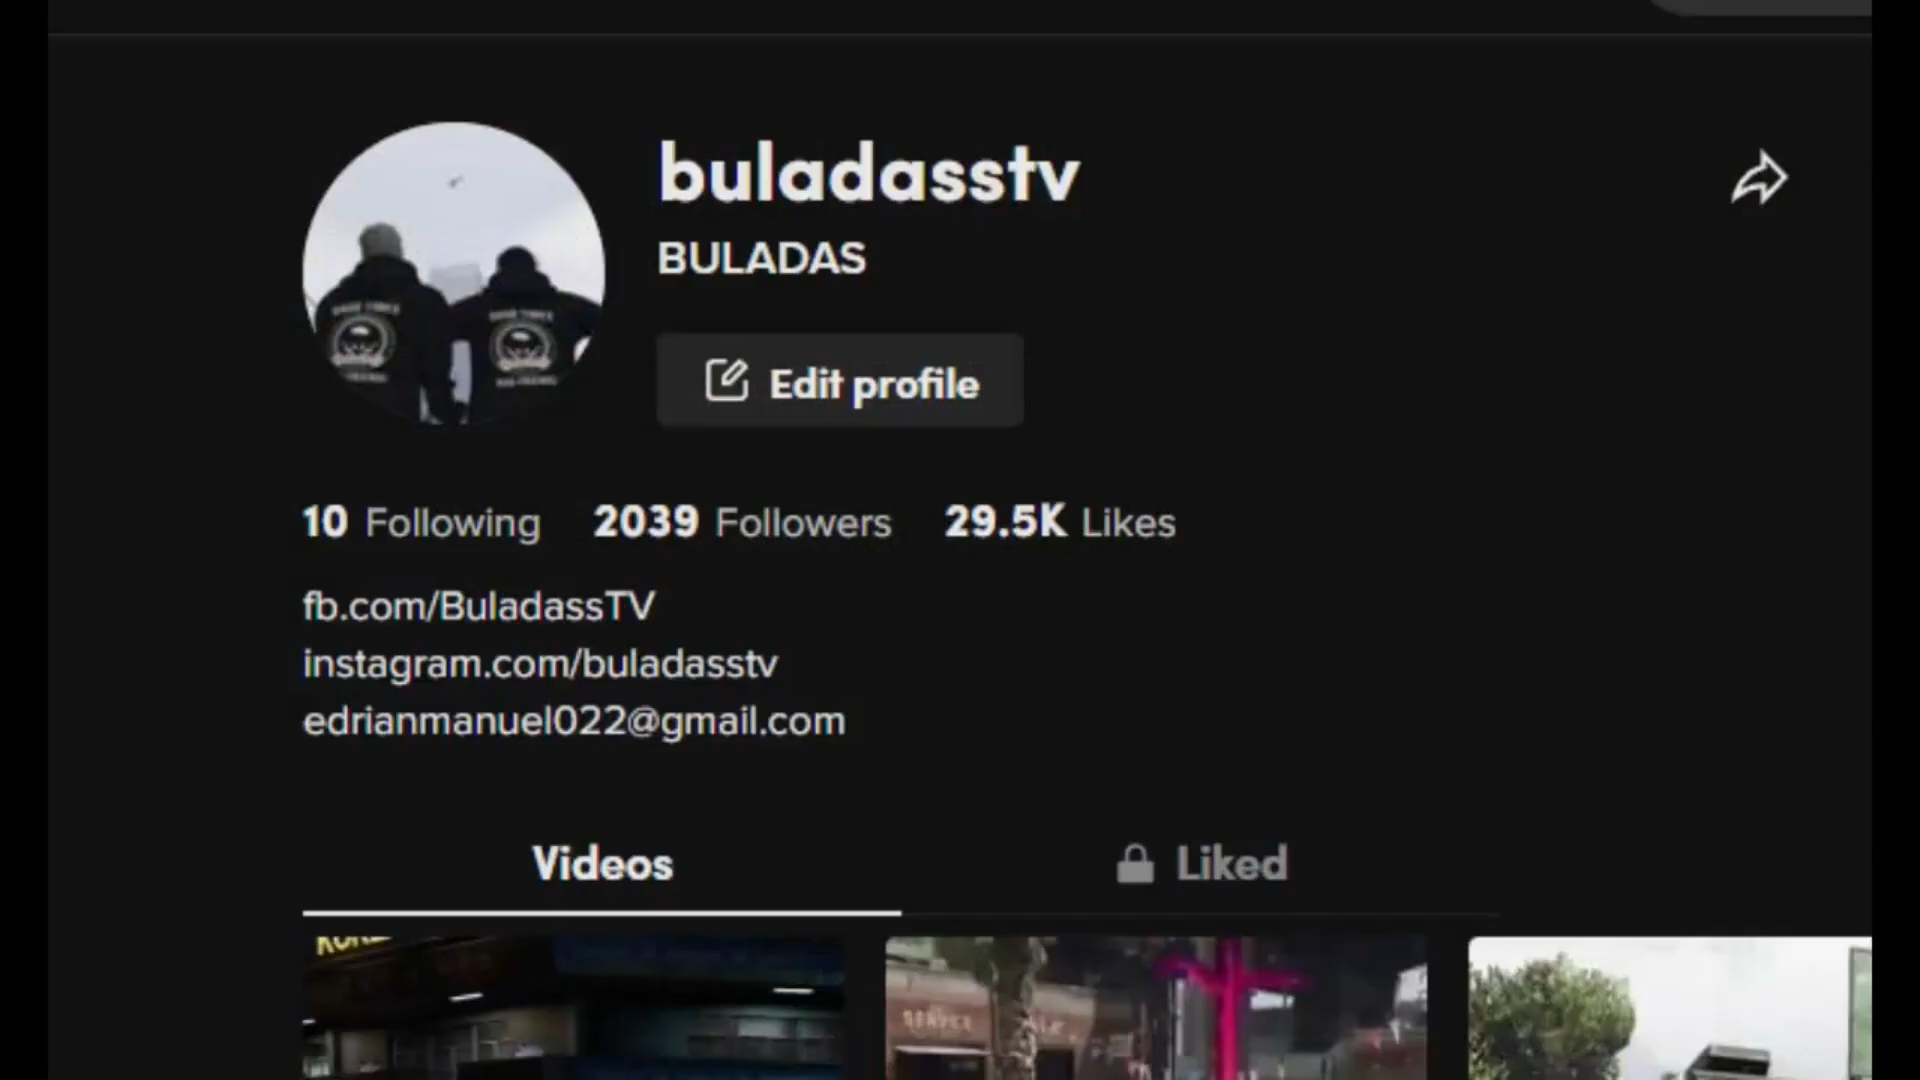 buladasstv
BULADAS
Edit profile
10 Following 2039 Followers 29.5K Likes
fb.com/BuladassTV
instagram.com/buladasstv
edrianmanuel022@gmail.com
Videos Liked
SERVICE